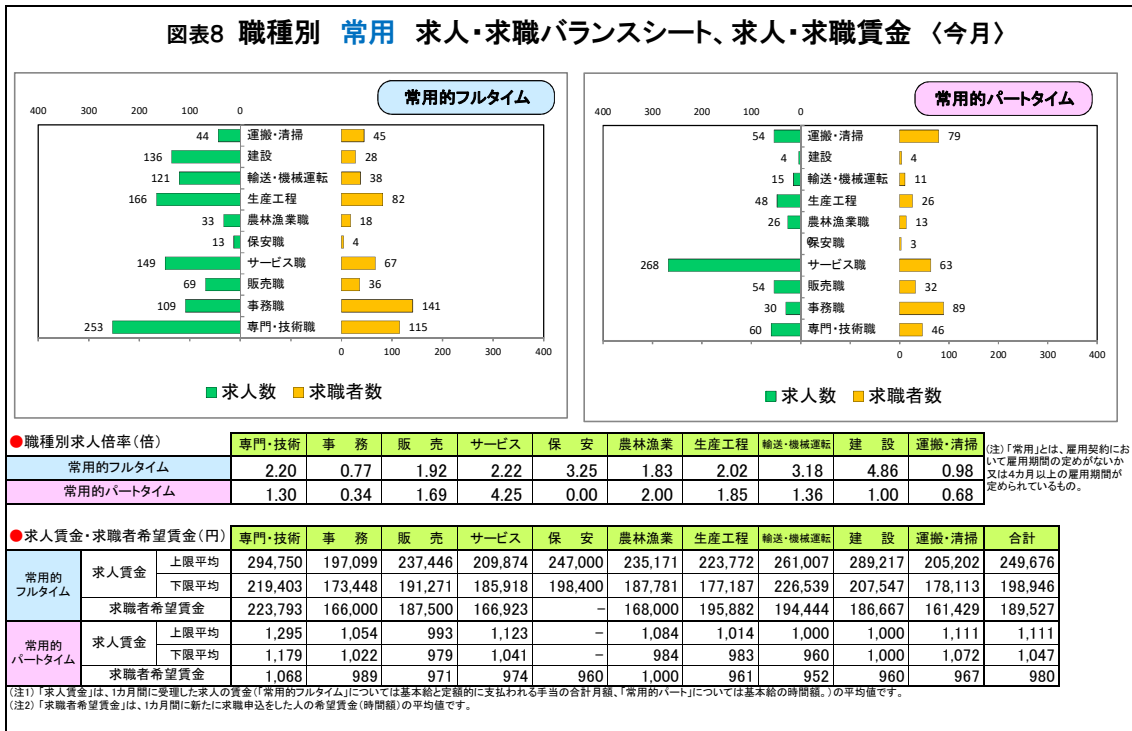 図表8 職種別 常用 求人・求職バランスシート、求人・求職賃金 〈今月〉
常用的フルタイム
400 300 200 100 0
44 運搬・清掃 45
136 建設 28
121 輸送・機械運転 38
166 生産工程 82
33 農林漁業職 18
13 保安職 4
149 サービス職 67
69 販売職 36
109 事務職 141
253 専門・技術職 115
0 100 200 300 400
■求人数 ■求職者数
常用的パートタイム
400 300 200 100 0
54 運搬・清掃 79
4 建設 4
15 輸送・機械運転 11
48 生産工程 26
26 農林漁業職 13
0 保安職 3
268 サービス職 63
54 販売職 32
30 事務職 89
60 専門・技術職 46
0 100 200 300 400
■求人数 ■求職者数
●職種別求人倍率(倍) 専門・技術 事 務 販 売 サービス 保 安 農林漁業 生産工程 輸送・機械運転 建 設 運搬・清掃
常用的フルタイム 2.20 0.77 1.92 2.22 3.25 1.83 2.02 3.18 4.86 0.98
常用的パートタイム 1.30 0.34 1.69 4.25 0.00 2.00 1.85 1.36 1.00 0.68
(注)「常用」とは、雇用契約にお
いて雇用期間の定めがないか
又は4カ月以上の雇用期間が
定められているもの。
●求人賃金・求職者希望賃金(円) 専門・技術 事 務 販 売 サービス 保 安 農林漁業 生産工程 輸送・機械運転 建 設 運搬・清掃 合計
常用的
フルタイム
求人賃金 上限平均 294,750 197,099 237,446 209,874 247,000 235,171 223,772 261,007 289,217 205,202 249,676
下限平均 219,403 173,448 191,271 185,918 198,400 187,781 177,187 226,539 207,547 178,113 198,946
求職者希望賃金 223,793 166,000 187,500 166,923 − 168,000 195,882 194,444 186,667 161,429 189,527
常用的
パートタイム
求人賃金 上限平均 1,295 1,054 993 1,123 − 1,084 1,014 1,000 1,000 1,111 1,111
下限平均 1,179 1,022 979 1,041 − 984 983 960 1,000 1,072 1,047
求職者希望賃金 1,068 989 971 974 960 1,000 961 952 960 967 980
(注1)「求人賃金」は、1カ月間に受理した求人の賃金(「常用的フルタイム」については基本給と定額的に支払われる手当の合計月額、「常用的パート」については基本給の時間額。)の平均値です。
(注2)「求職者希望賃金」は、1カ月間に新たに求職申込をした人の希望賃金(時間額)の平均値です。